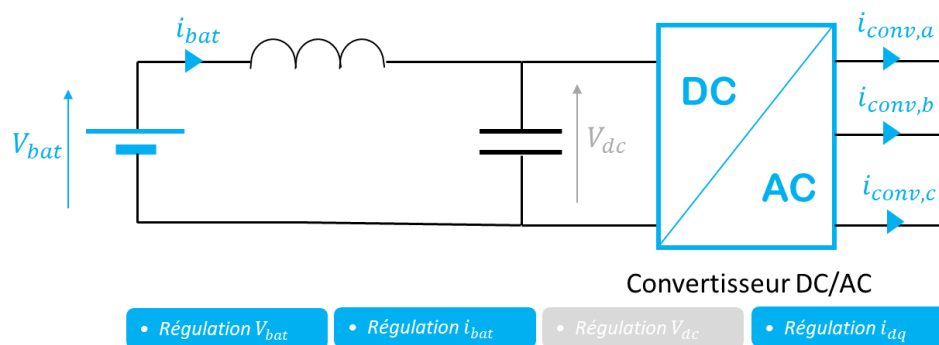 i_bat
i_conv,a
DC
i_conv,b
V_bat
V_dc
AC
i_conv,c
Convertisseur DC/AC
• Régulation V_bat
• Régulation i_bat
• Régulation V_dc
• Régulation i_dq